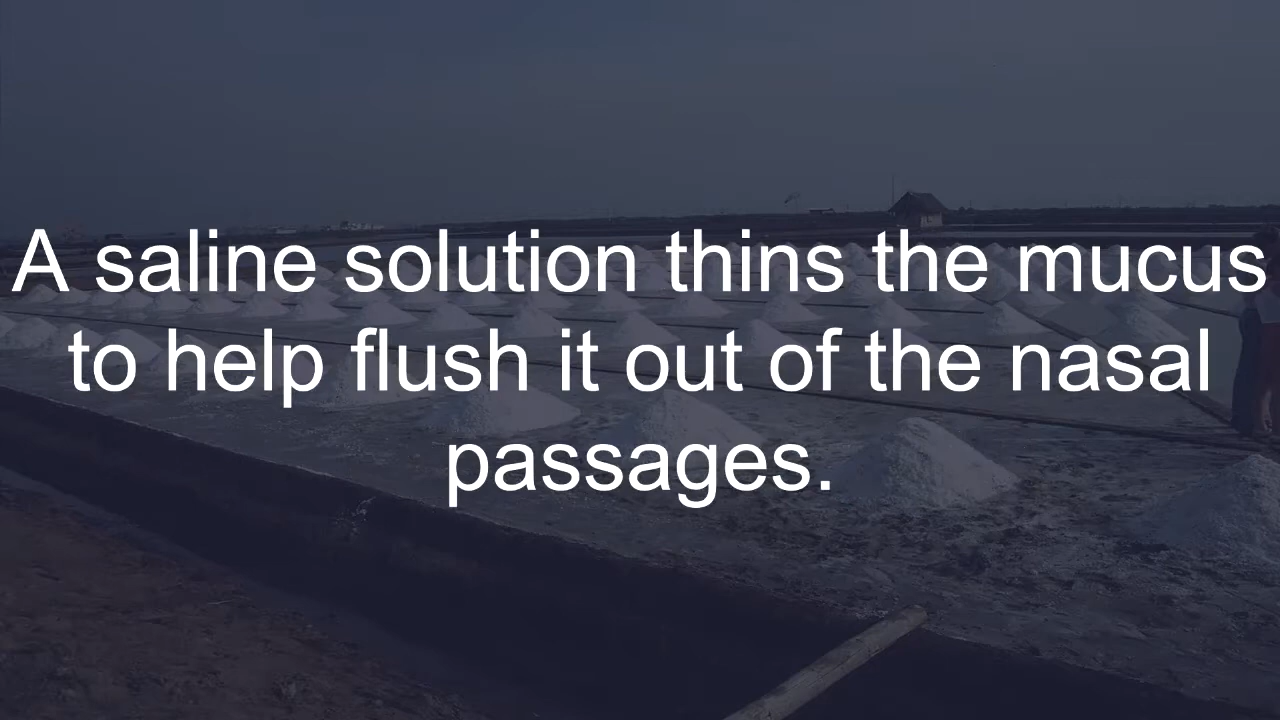 A saline solution thins the mucus
to help flush it out of the nasal
passages.